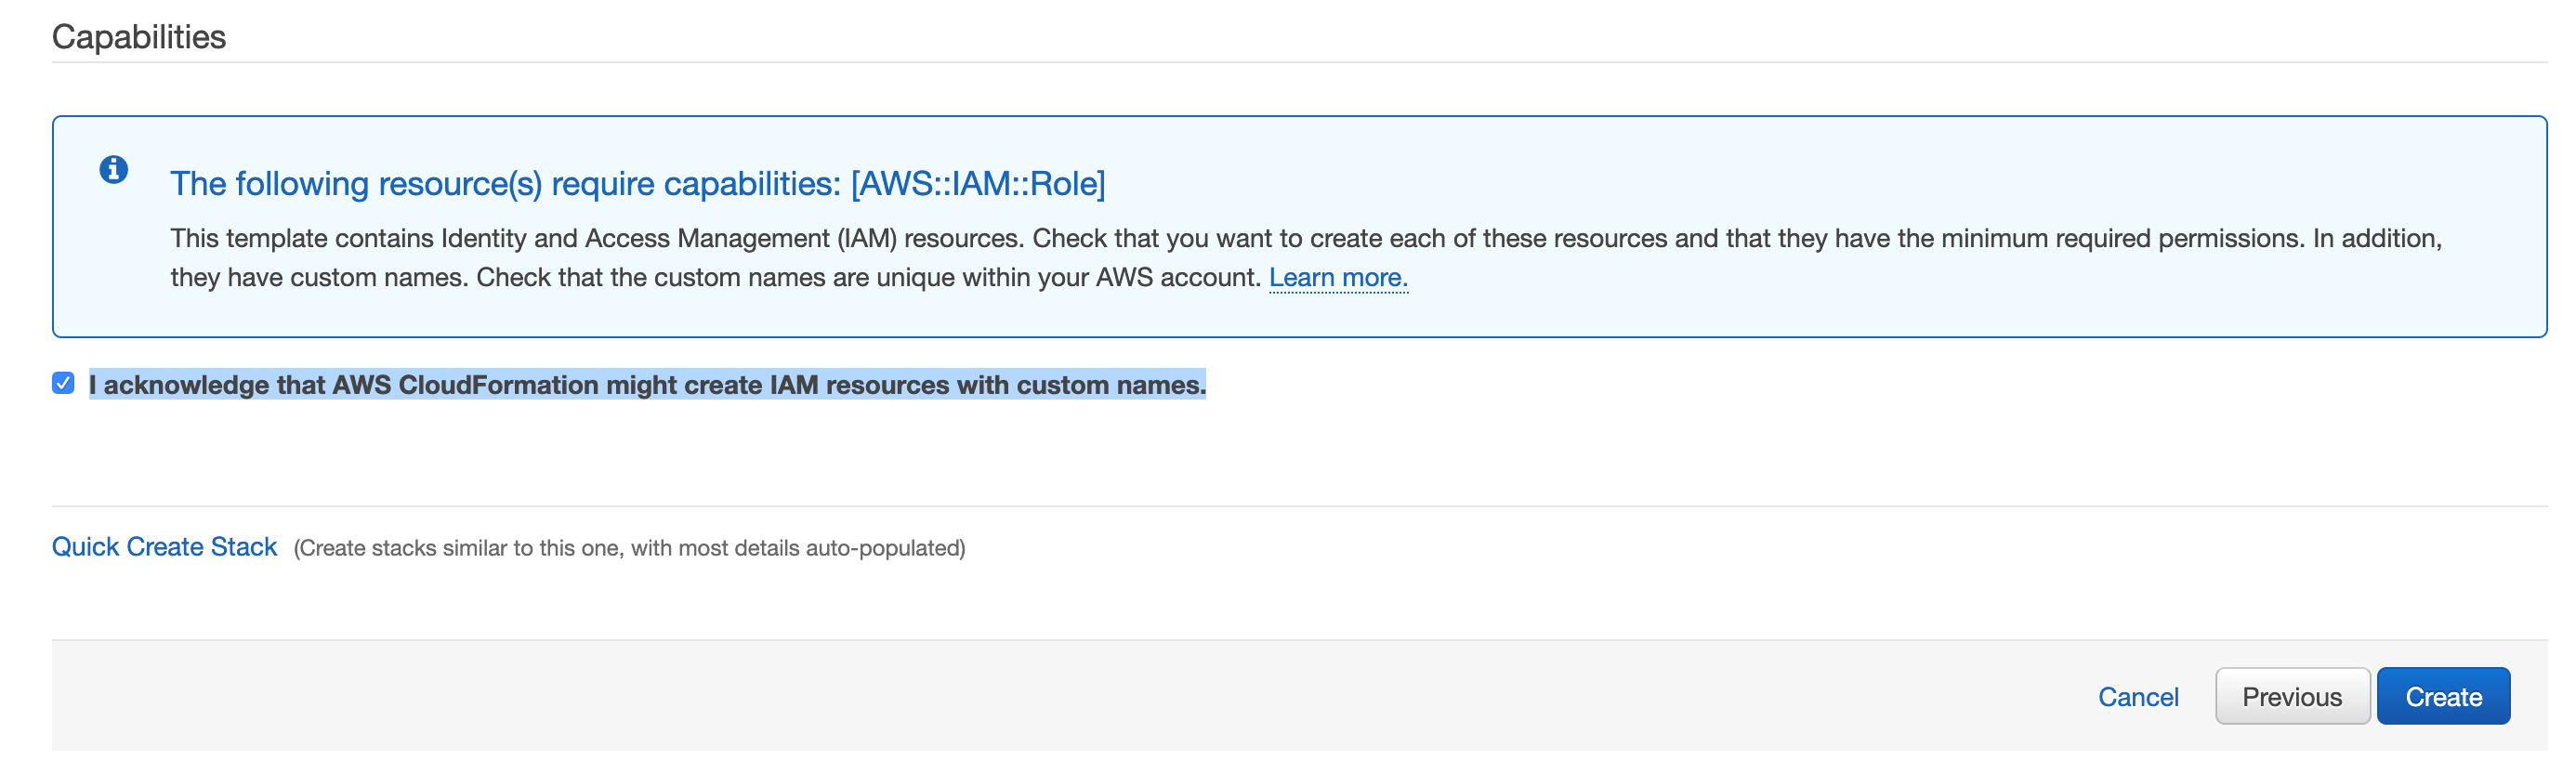 Capabilities
The following resource(s) require capabilities: [AWS::IAM::Role]
This template contains Identity and Access Management (IAM) resources. Check that you want to create each of these resources and that they have the minimum required permissions. In addition,
they have custom names. Check that the custom names are unique within your AWS account. Learn more.
I acknowledge that AWS CloudFormation might create IAM resources with custom names.
Quick Create Stack (Create stacks similar to this one, with most details auto-populated)
Cancel Previous Create